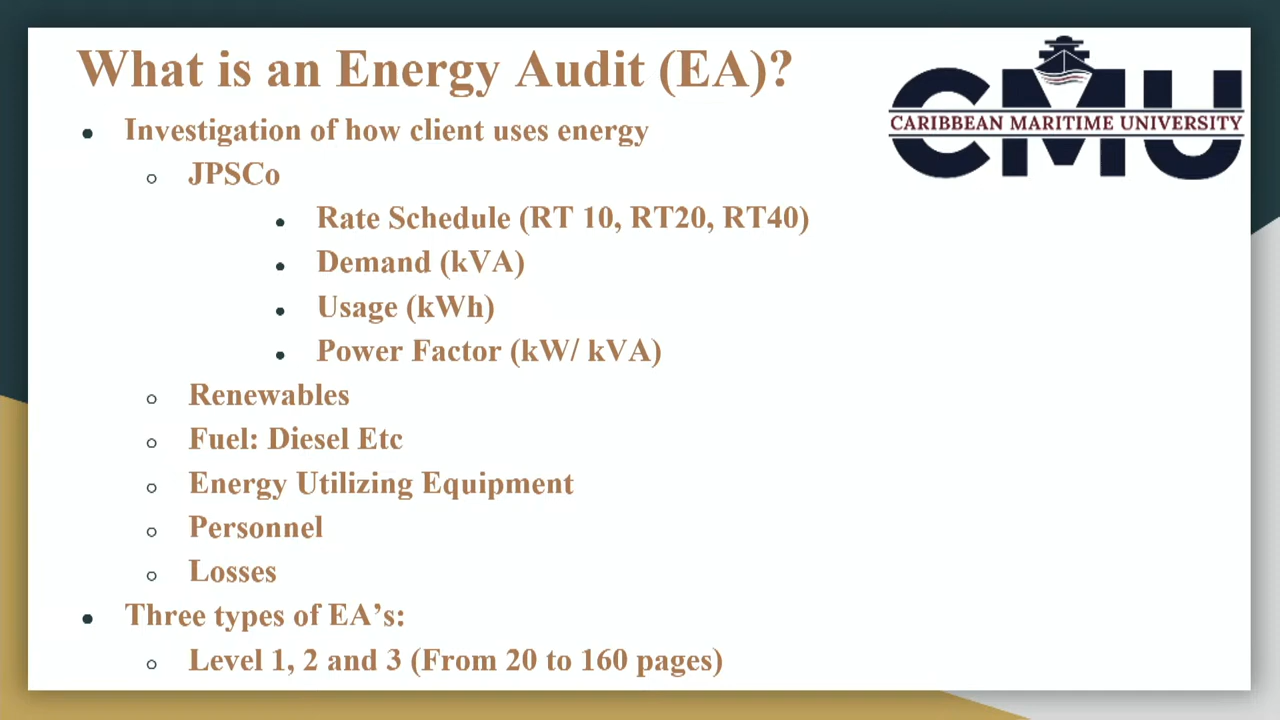 What is an Energy Audit (EA)?
CMU
CARIBBEAN MARITIME UNIVERSITY
Investigation of how client uses energy
JPSCo
Rate Schedule (RT 10, RT20, RT40)
Demand (kVA)
Usage (kWh)
Power Factor (kW/ kVA)
Renewables
Fuel: Diesel Etc
Energy Utilizing Equipment
Personnel
Losses
Three types of EA’s:
Level 1, 2 and 3 (From 20 to 160 pages)